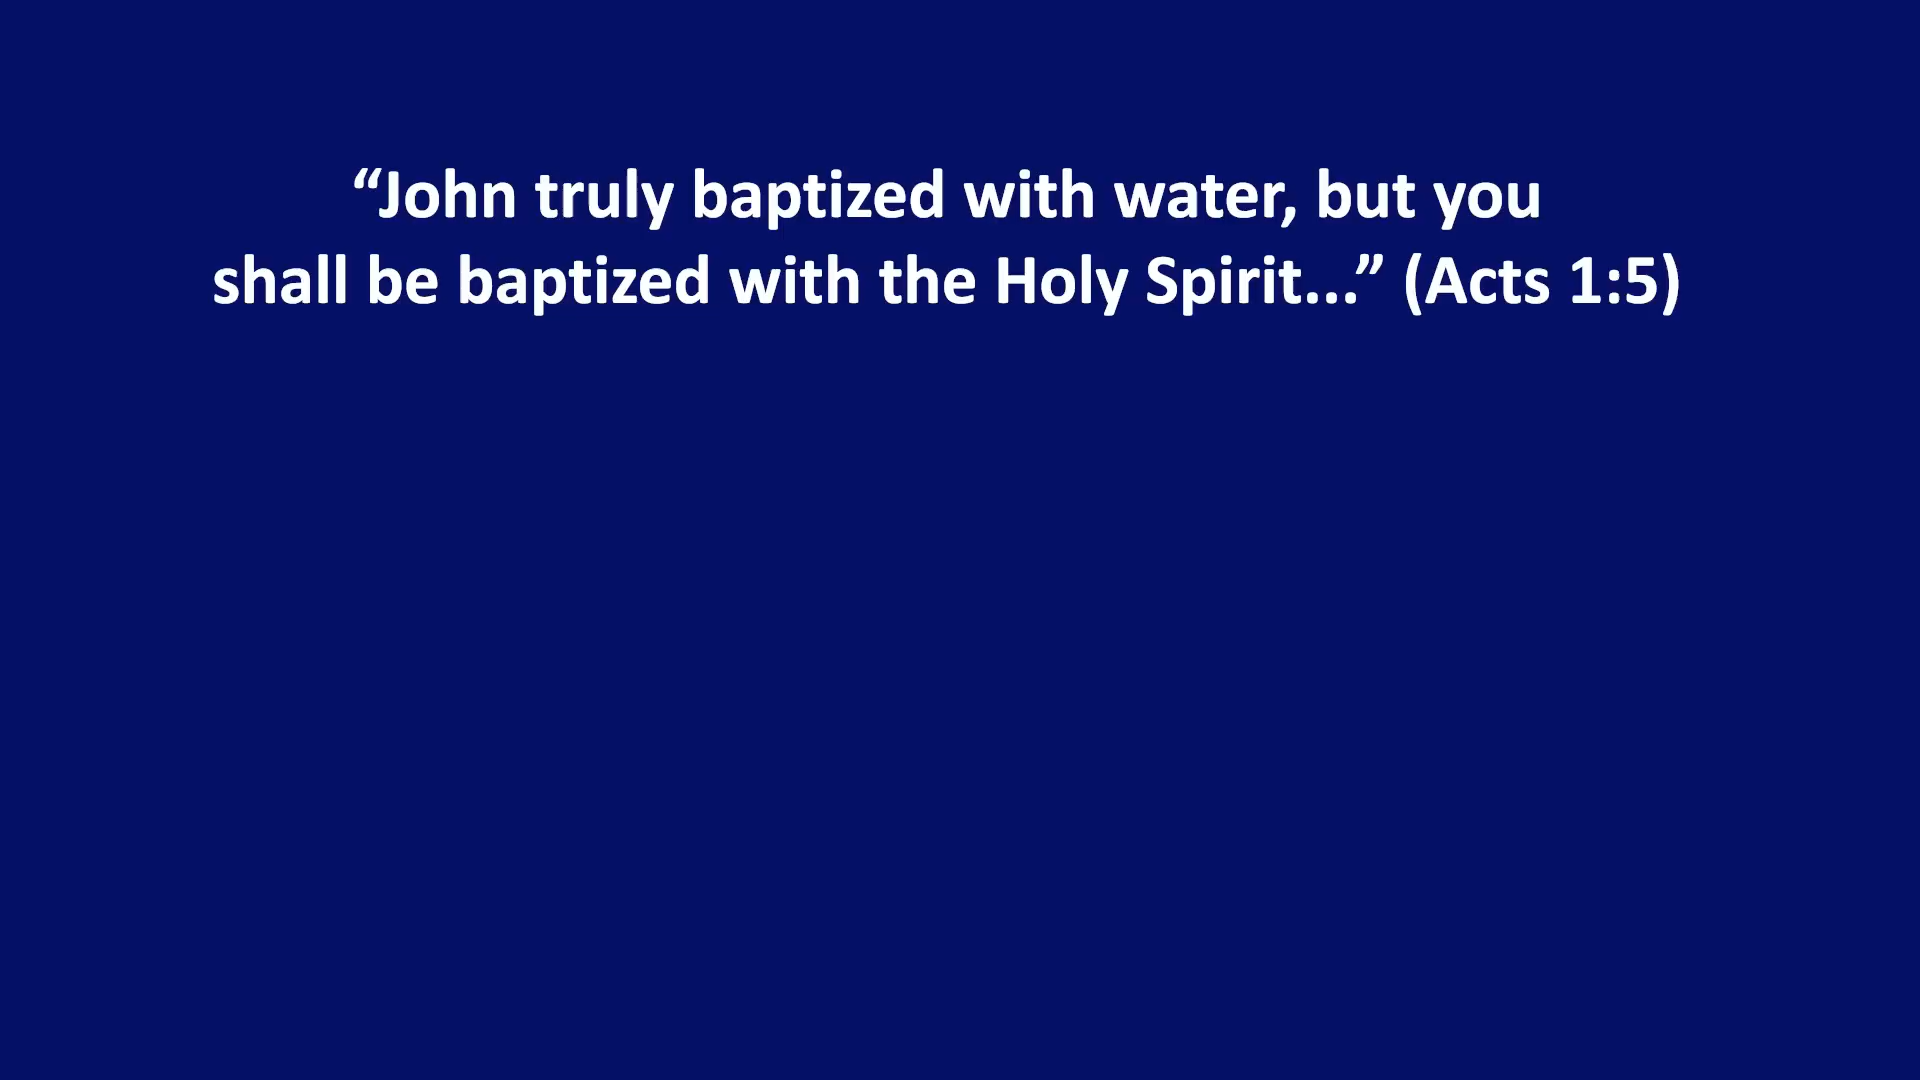 “John truly baptized with water, but you
shall be baptized with the Holy Spirit...” (Acts 1:5)